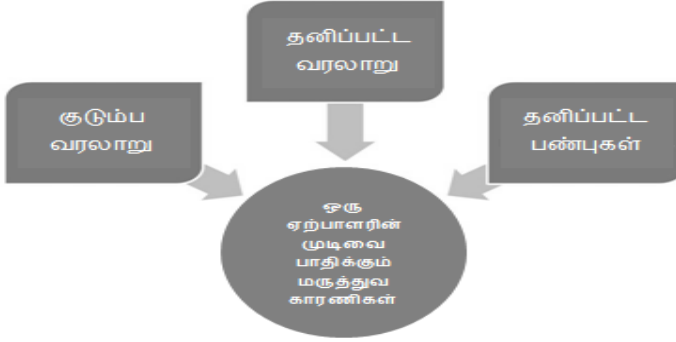 தனிப்பட்ட
வரலாறு
குடும்ப
வரலாறு
தனிப்பட்ட
பண்புகள்
ஒரு
ஏற்பாளரின்
முடிவை
பாதிக்கும்
மருத்துவ
காரணிகள்